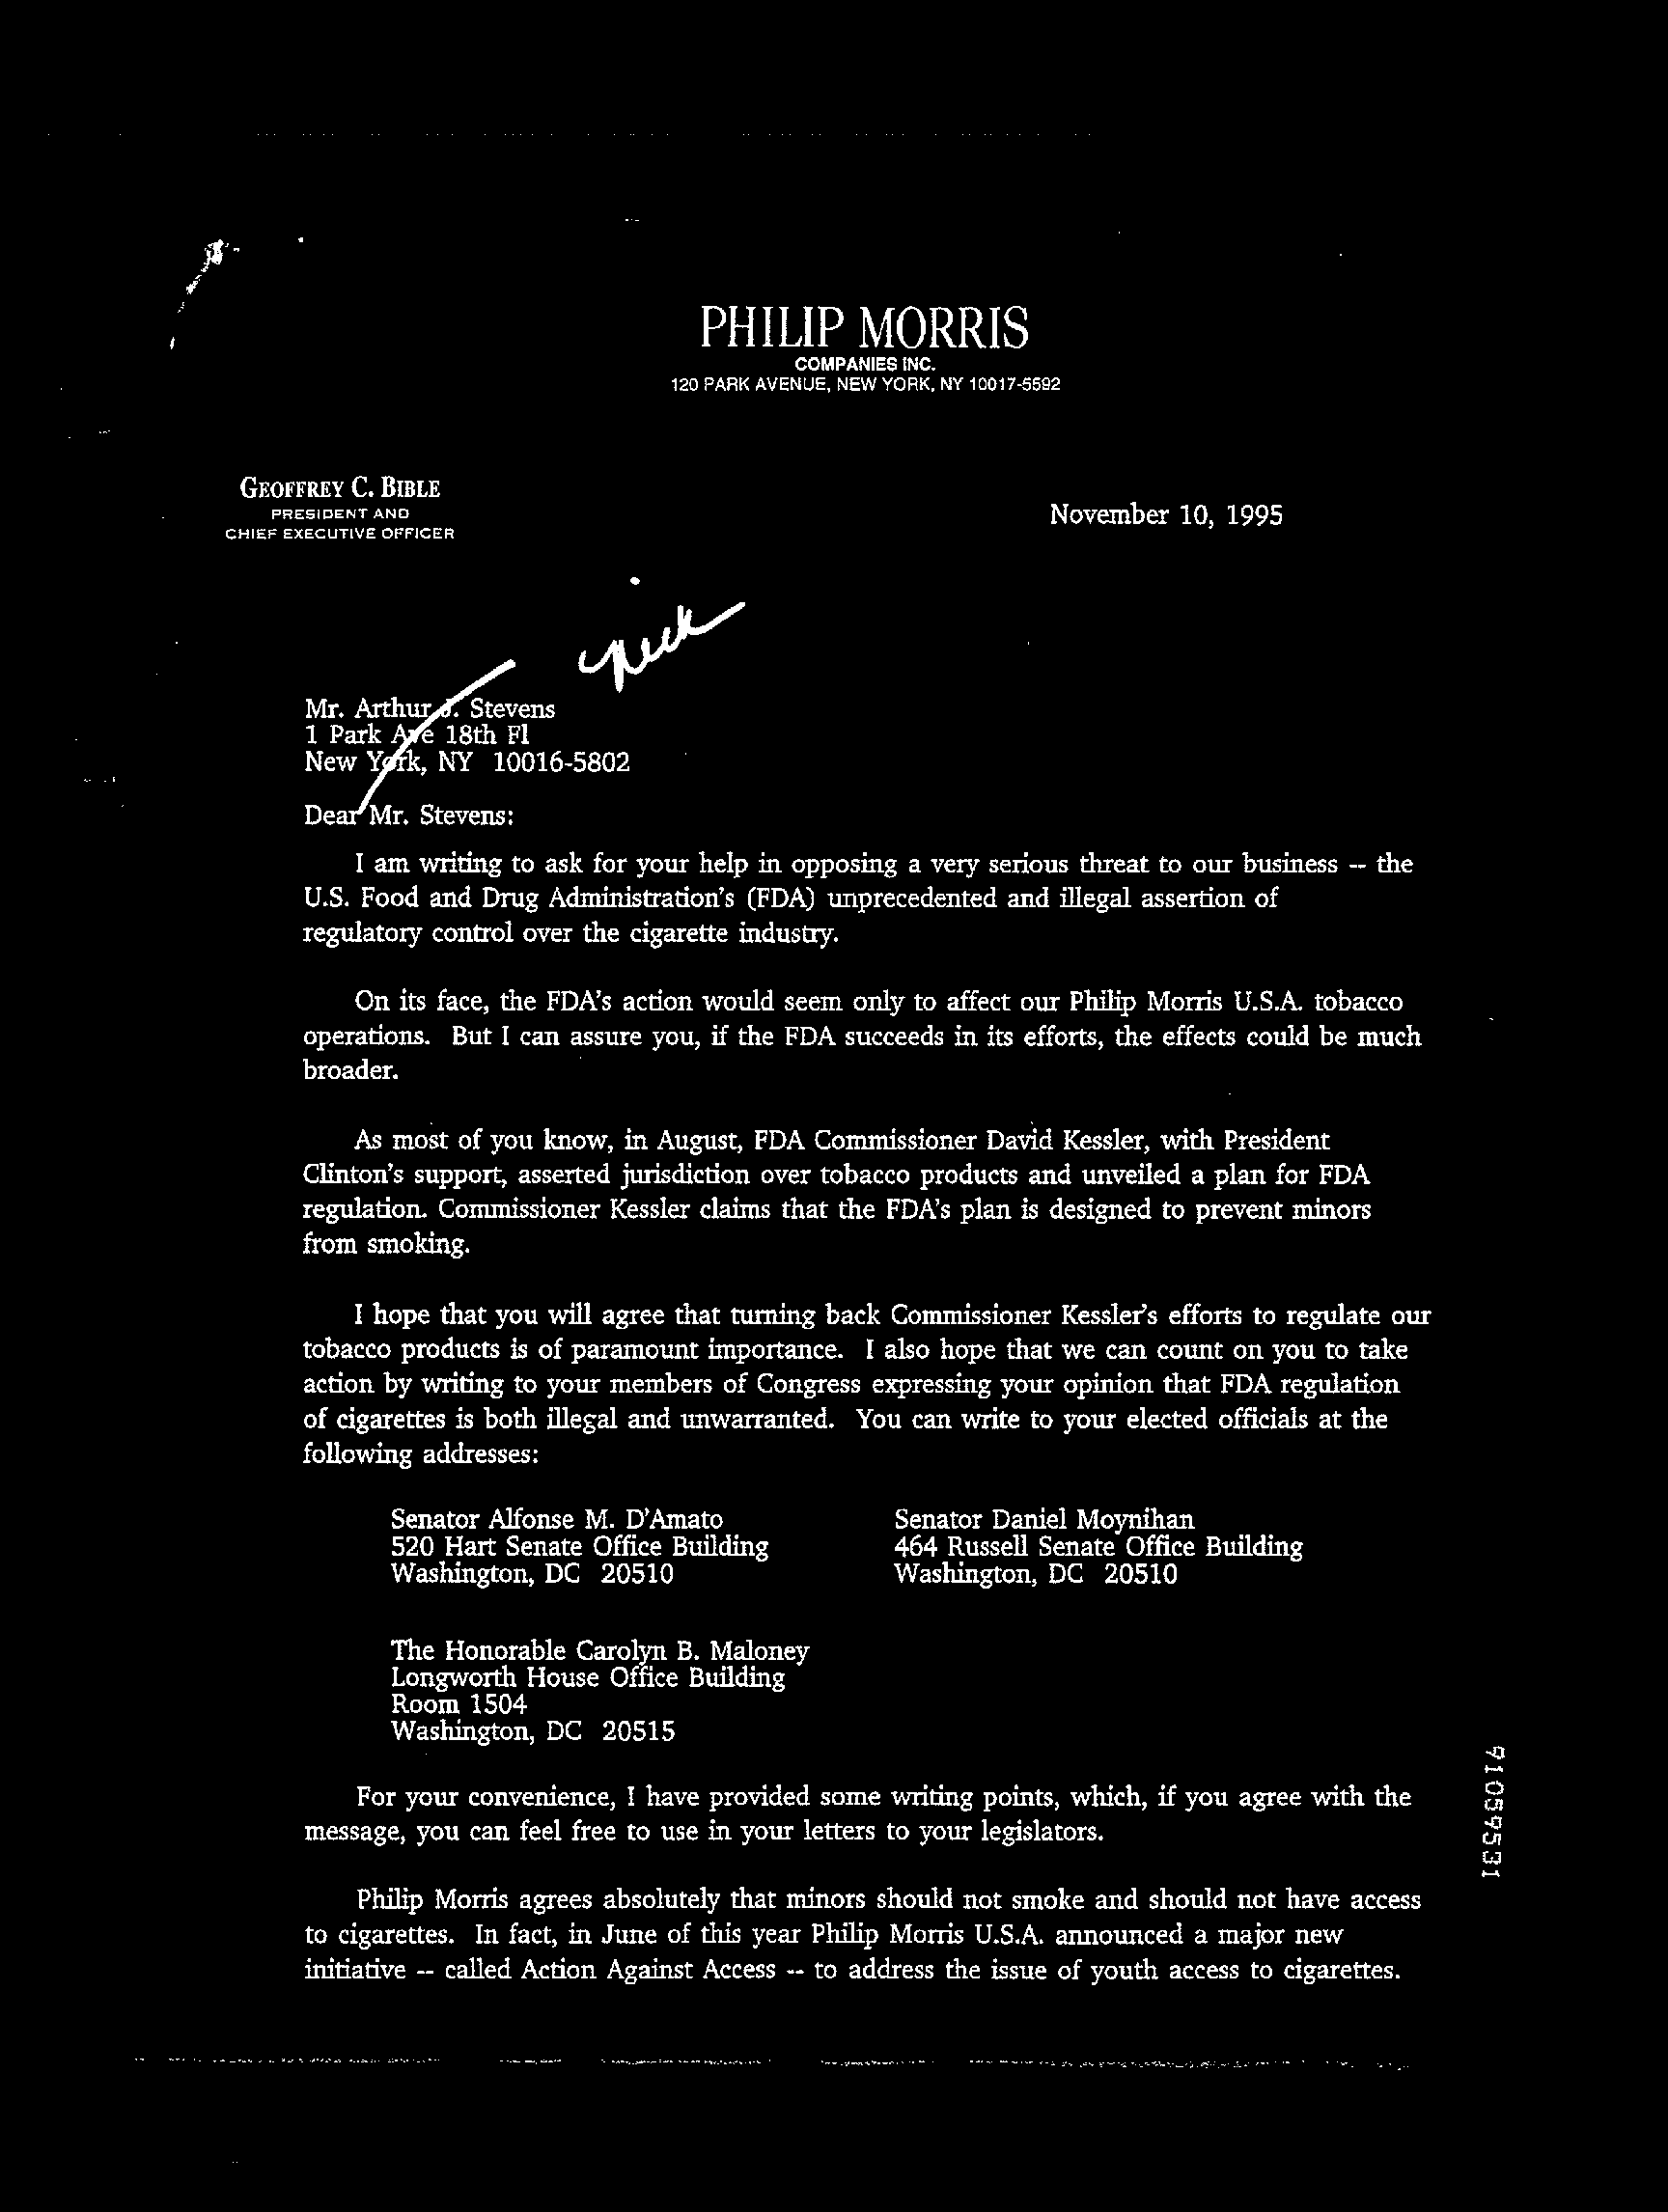 PHILIP MORRIS
COMPANIES INC.
120 PARK AVENUE, NEW YORK, NY 10017-5592
GEOFFREY C. BIBLE
PRESIDENT AND
CHIEF EXECUTIVE OFFICER
November 10, 1995
Mr. Arthur J. Stevens
1 Park Ave 18th Fl
New York, NY 10016-5802
Dear Mr. Stevens:
I am writing to ask for your help in opposing a very serious threat to our business -- the
U.S. Food and Drug Administration's (FDA) unprecedented and illegal assertion of
regulatory control over the cigarette industry.
On its face, the FDA's action would seem only to affect our Philip Morris U.S.A. tobacco
operations. But I can assure you, if the FDA succeeds in its efforts, the effects could be much
broader.
As most of you know, in August, FDA Commissioner David Kessler, with President
Clinton's support, asserted jurisdiction over tobacco products and unveiled a plan for FDA
regulation. Commissioner Kessler claims that the FDA's plan is designed to prevent minors
from smoking.
I hope that you will agree that turning back Commissioner Kessler's efforts to regulate our
tobacco products is of paramount importance. I also hope that we can count on you to take
action by writing to your members of Congress expressing your opinion that FDA regulation
of cigarettes is both illegal and unwarranted. You can write to your elected officials at the
following addresses:
Senator Alfonse M. D'Amato
520 Hart Senate Office Building
Washington, DC 20510
Senator Daniel Moynihan
464 Russell Senate Office Building
Washington, DC 20510
The Honorable Carolyn B. Maloney
Longworth House Office Building
Room 1504
Washington, DC 20515
For your convenience, I have provided some writing points, which, if you agree with the
message, you can feel free to use in your letters to your legislators.
Philip Morris agrees absolutely that minors should not smoke and should not have access
to cigarettes. In fact, in June of this year Philip Morris U.S.A. announced a major new
initiative -- called Action Against Access -- to address the issue of youth access to cigarettes.
91059531